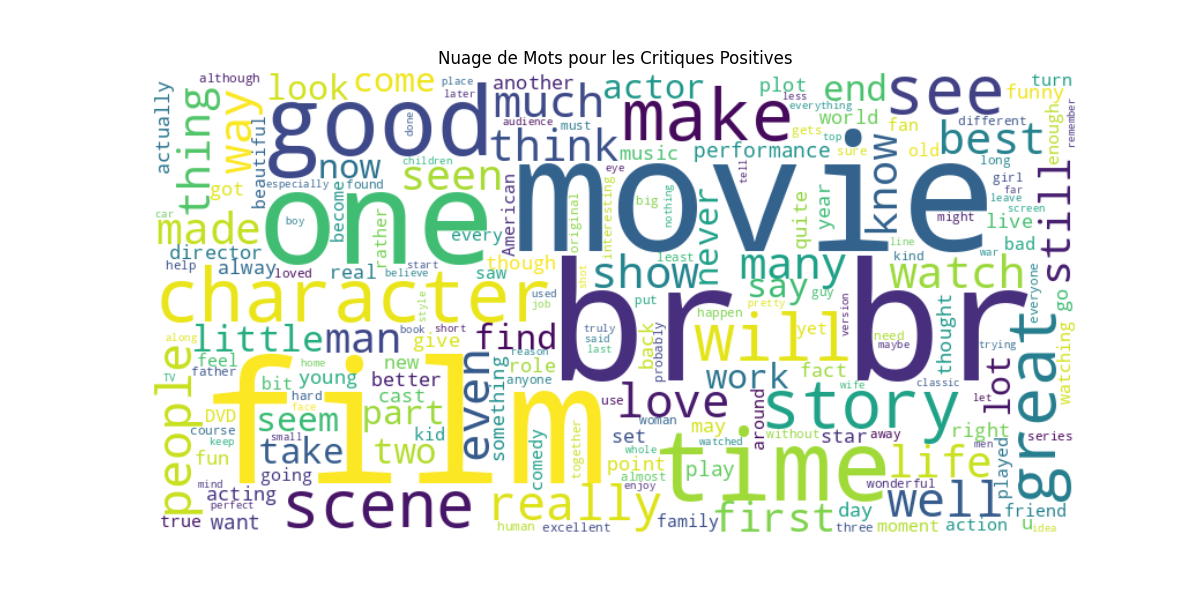 Nuage de Mots pour les Critiques Positives
although
look
come
place
later
another
actor
plot
less
end
see
turn
funny
actually
thing
way
beautiful
good
done
much
audience
must
make
everything
world
gets
top
fan
different
best
enough
remember
now
think
children
music
eye
performance
sure
old
know
long
girl
far
leave
screen
still
got
especially
found
seen
American
movie
interesting
original
big
nothing
tell
never
quite
year
might
live
car
made
boy
one
become
rather
every
line
kind
war
bad
director
help
alway
loved
real
start
believe
saw
though
shot
show
least
many
say
guy
watch
everyone
go
character
style
used
job
put
happen
pretty
version
br br
great
along
little
man
book
short
give
find
truly
said
last
back
probably
will
yet
need
maybe
thought
trying
watching
people
TV
feel
father
home
new
reason
role
anyone
work
fact
wife
classic
let
lot
bit
young
better
hard
face
cast
even
something
use
love
woman
around
story
DVD
course
keep
film
seem
small
part
kid
comedy
together
set
may
watched
without
star
away
right
men
series
fun
take
two
whole
point
almost
enjoy
play
time
life
played
mind
perfect
going
acting
wonderful
true
want
scene
really
human
excellent
family
first
day
three
well
moment
action
u
friend
idea